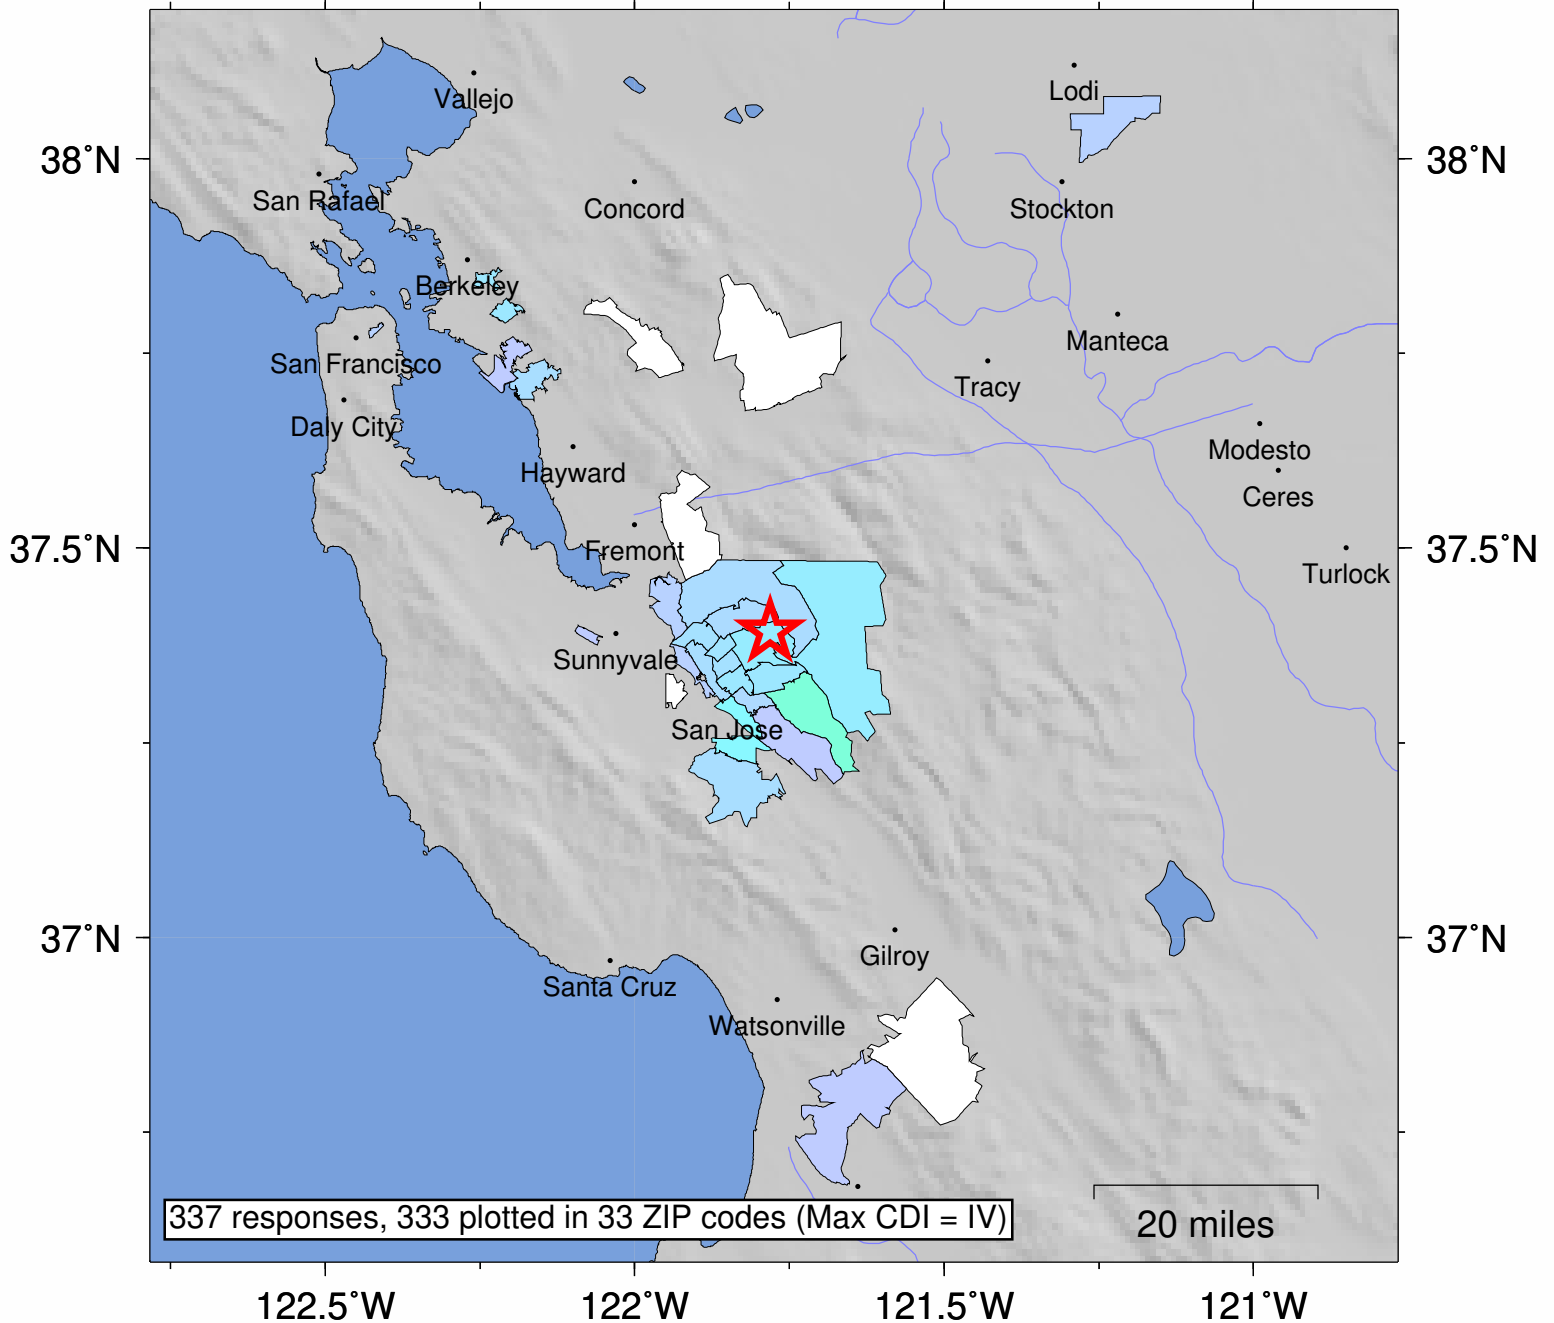 Vallejo
Lodi
38°N
38°N
San Rafael
Concord
Stockton
Berkeley
Manteca
San Francisco
Tracy
Daly City
Modesto
Hayward
Ceres
37.5°N
Fremont
37.5°N
Turlock
Sunnyvale
San Jose
37°N
37°N
Gilroy
Santa Cruz
Watsonville
337 responses, 333 plotted in 33 ZIP codes (Max CDI = IV)
20 miles
122.5°W
122°W
121.5°W
121°W